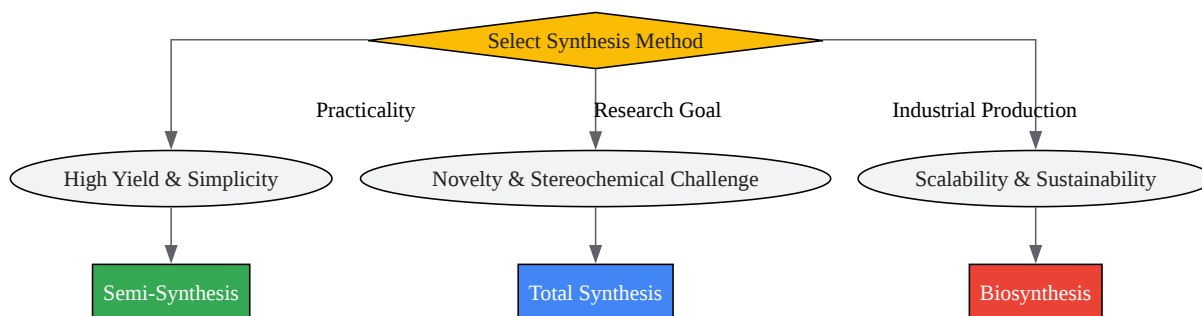 Select Synthesis Method
Practicality
Research Goal
Industrial Production
High Yield & Simplicity
Novelty & Stereochemical Challenge
Scalability & Sustainability
Semi-Synthesis
Total Synthesis
Biosynthesis